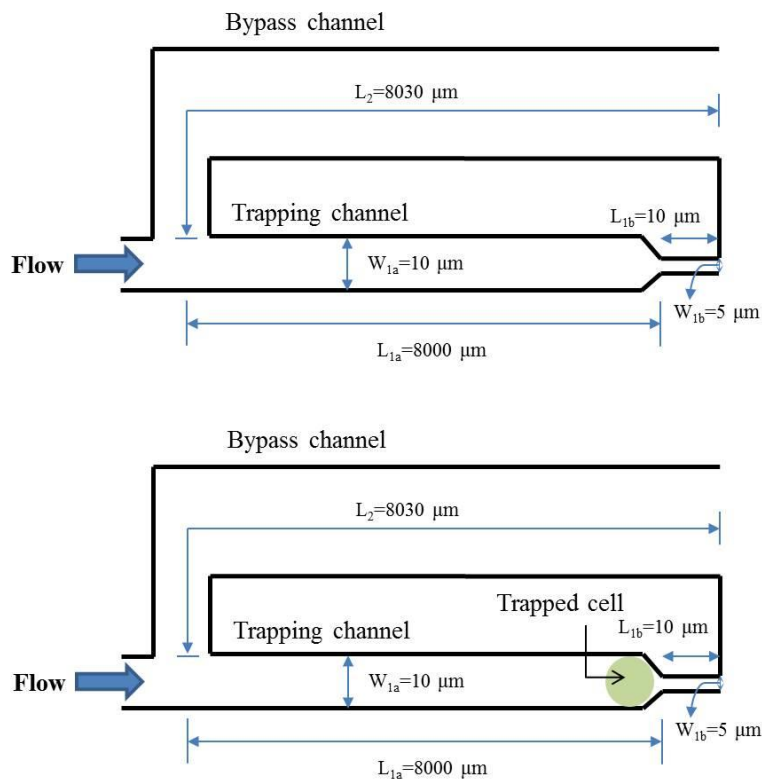 Bypass channel
L2=8030 μm
Trapping channel
L1b=10 μm
Flow
W1a=10 μm
W1b=5 μm
L1a=8000 μm
Bypass channel
L2=8030 μm
Trapped cell
Trapping channel
L1b=10 μm
Flow
W1a=10 μm
W1b=5 μm
L1a=8000 μm